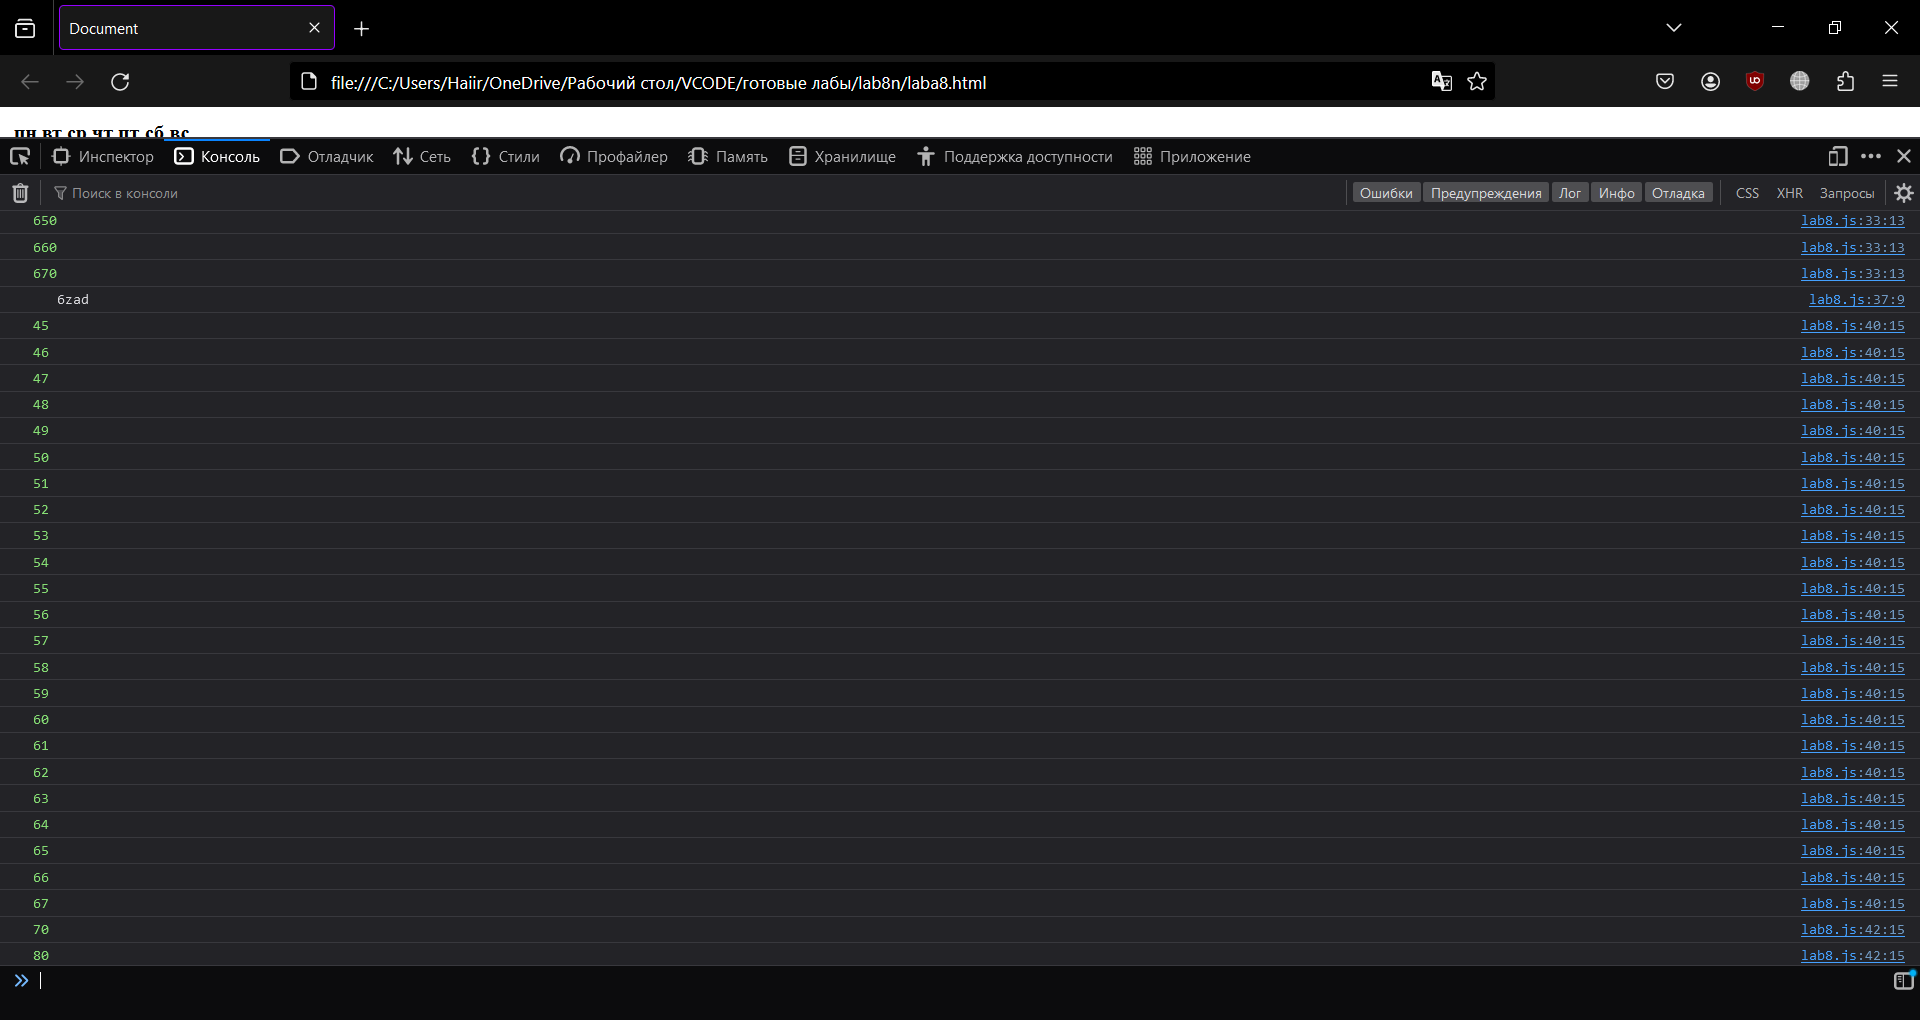 Document
file:///C:/Users/Haiir/OneDrive/Рабочий стол/VCODE/готовые лабы/lab8n/laba8.html
пн вт ср чт пт сб вс
Инспектор Консоль Отладчик Сеть Стили Профайлер Память Хранилище Поддержка доступности Приложение
Поиск в консоли Ошибки Предупреждения Лог Инфо Отладка CSS XHR Запросы
650 lab8.js:33:13
660 lab8.js:33:13
670 lab8.js:33:13
6zad lab8.js:37:9
45 lab8.js:40:15
46 lab8.js:40:15
47 lab8.js:40:15
48 lab8.js:40:15
49 lab8.js:40:15
50 lab8.js:40:15
51 lab8.js:40:15
52 lab8.js:40:15
53 lab8.js:40:15
54 lab8.js:40:15
55 lab8.js:40:15
56 lab8.js:40:15
57 lab8.js:40:15
58 lab8.js:40:15
59 lab8.js:40:15
60 lab8.js:40:15
61 lab8.js:40:15
62 lab8.js:40:15
63 lab8.js:40:15
64 lab8.js:40:15
65 lab8.js:40:15
66 lab8.js:40:15
67 lab8.js:40:15
70 lab8.js:42:15
80 lab8.js:42:15